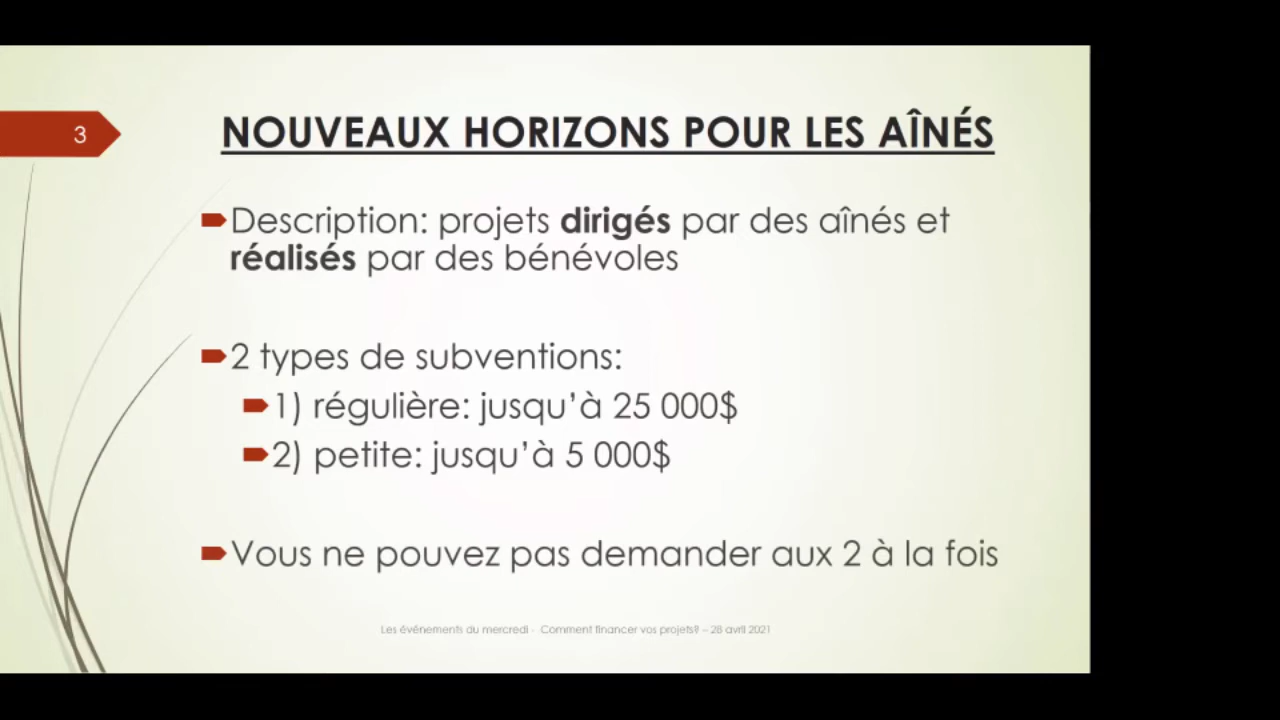 3
NOUVEAUX HORIZONS POUR LES AÎNÉS
Description: projets dirigés par des aînés et
réalisés par des bénévoles
2 types de subventions:
1) régulière: jusqu’à 25 000$
2) petite: jusqu’à 5 000$
Vous ne pouvez pas demander aux 2 à la fois
Les événements du mercredi - Comment financer vos projets? – 28 avril 2021